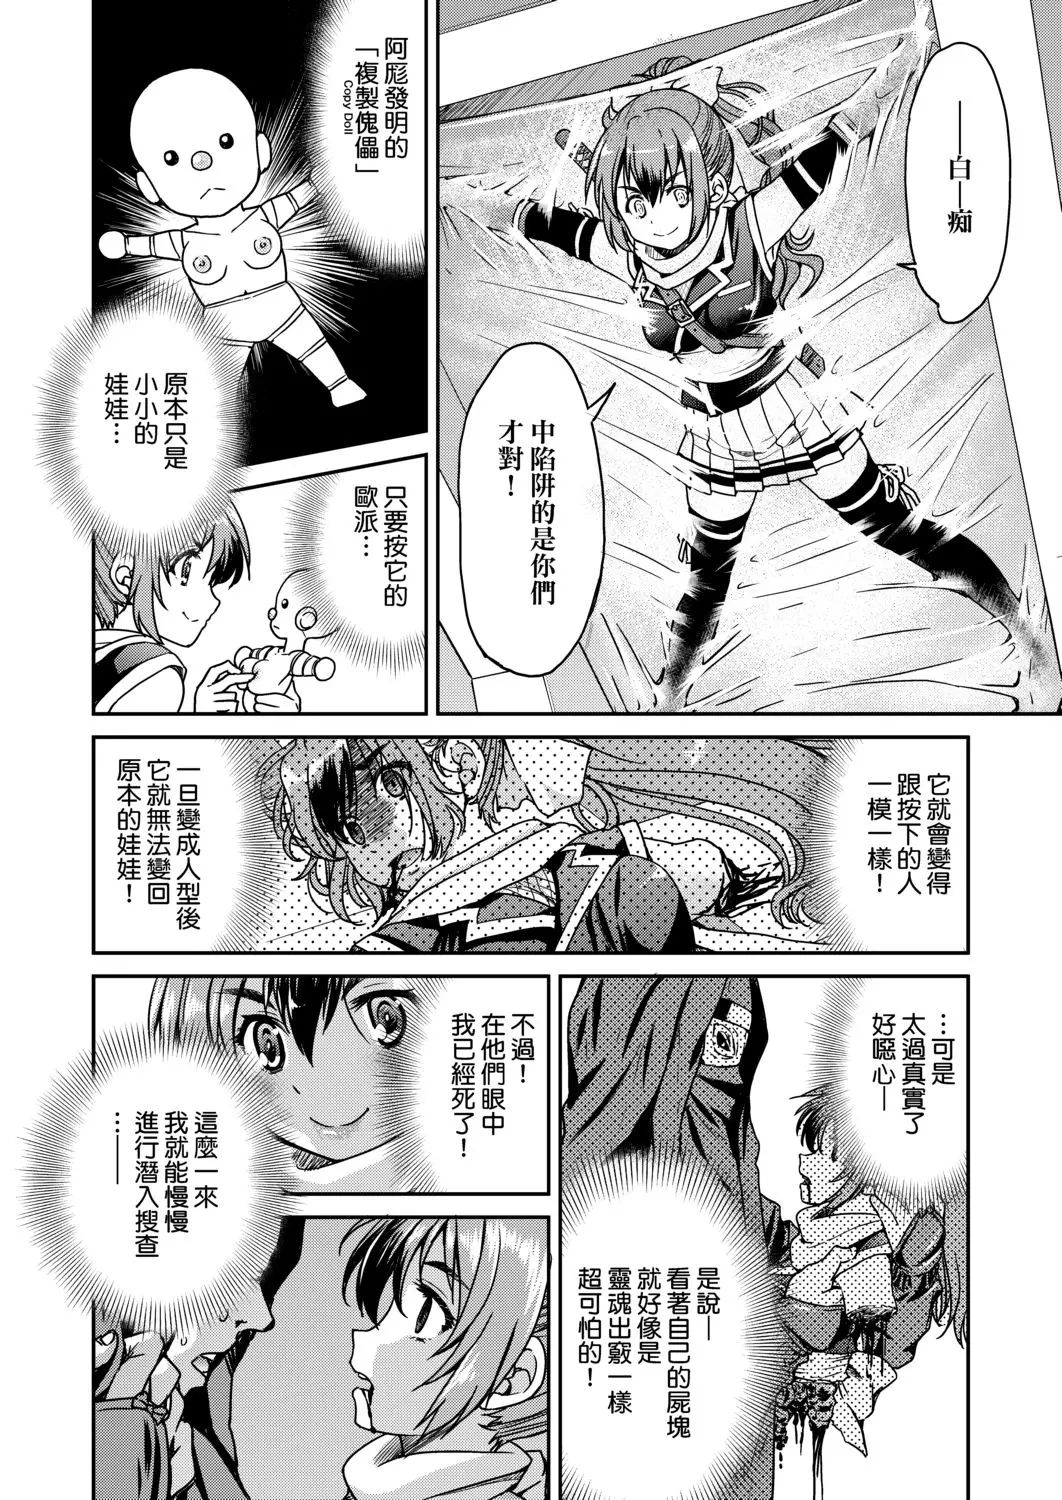 ——白—痴
中陷阱的是你們
才對！
阿彪發明的
「複製傀儡」
Copy Doll
原本只是
小小的
娃娃…
只要按它的
歐派…
它就會變得
跟按下的人
一模一樣！
一旦變成人型後
它就無法變回
原本的娃娃！
…可是
太過真實了
好噁心—
是說—
看著自己的屍塊
就好像是
靈魂出竅一樣
超可怕的！
不過！
在他們眼中
我已經死了！
這麼一來
我就能慢慢
進行潛入搜查
…——